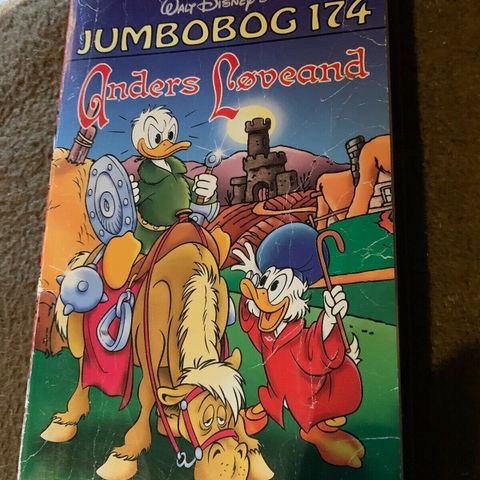 WALT DISNEY'S
JUMBOBOG 174
Anders Løveand